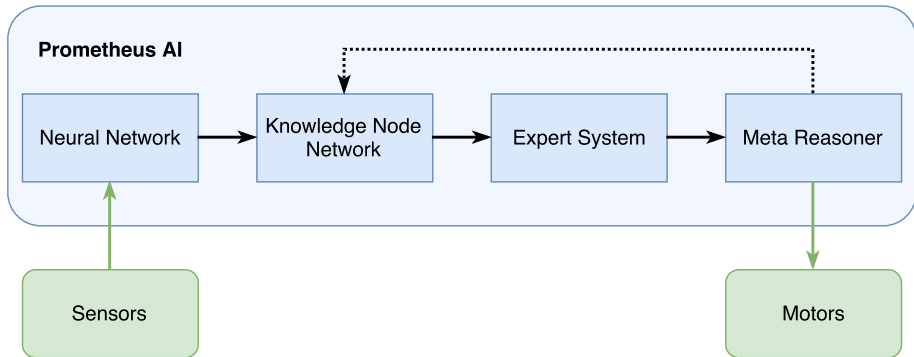 Prometheus AI
Neural Network
Knowledge Node
Network
Expert System
Meta Reasoner
Sensors
Motors